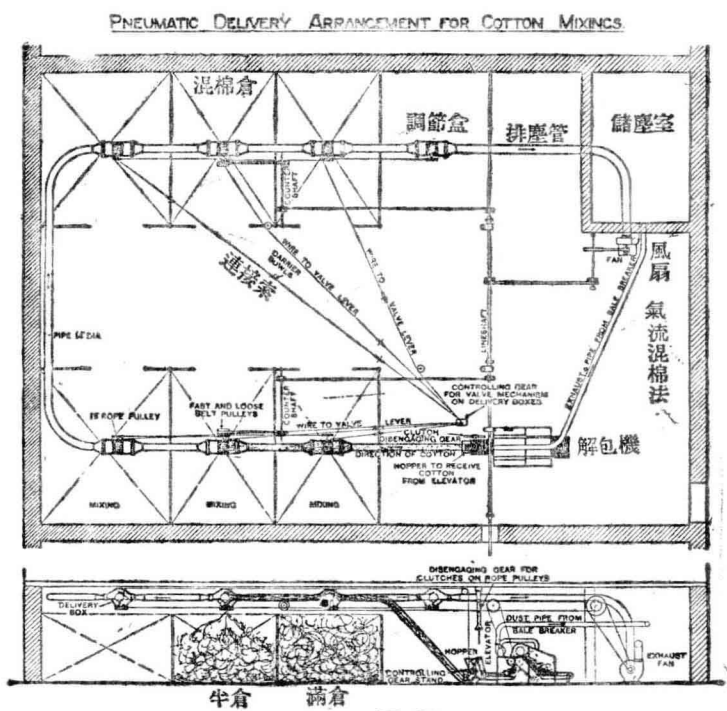 PNEUMATIC DELIVERY ARRANGEMENT FOR COTTON MIXINGS.
混棉倉
調節盒
排塵管
儲塵室
COUNTER
SHAFT
FAN
風扇
連接索
WIRE TO VALVE LEVER
CARRIER
BOWLS
WIRE TO VALVE LEVER
LINESHAFT
EXHAUST PIPE FROM BALE BREAKER
氣流混棉法
CONTROLLING GEAR
FOR VALVE MECHANISM
ON DELIVERY BOXES
ROPE PULLEY
FAST AND LOOSE
BELT PULLEYS
COUNTER
SHAFT
WIRE TO VALVE LEVER
CLUTCH
DISENGAGING GEAR
DIRECTION OF COTTON
HOPPER TO RECEIVE
COTTON
FROM ELEVATOR
解包機
MIXING
MIXING
MIXING
DISENGAGING GEAR FOR
CLUTCHES ON ROPE PULLEYS
DELIVERY
BOX
DUST PIPE FROM
BALE BREAKER
ELEVATOR
HOPPER
CONTROLLING
GEAR STAND
EXHAUST
FAN
半倉
滿倉